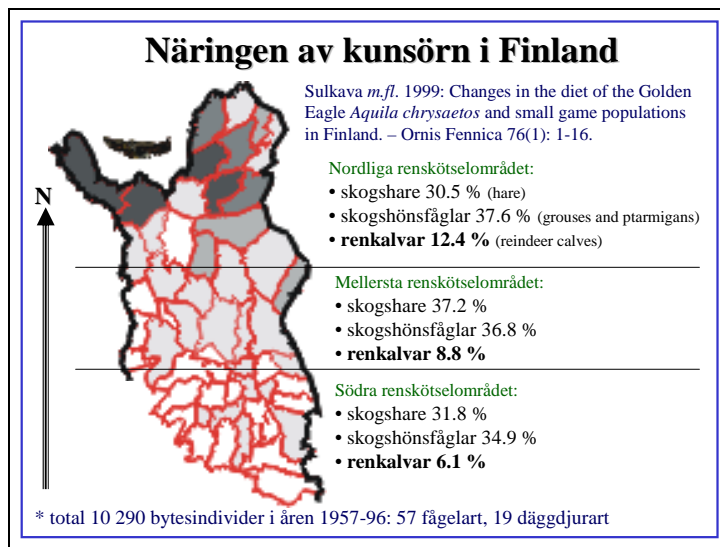 Näringen av kunsörn i Finland
Sulkava m.fl. 1999: Changes in the diet of the Golden
Eagle Aquila chrysaetos and small game populations
in Finland. – Ornis Fennica 76(1): 1-16.
Nordliga renskötselområdet:
• skogshare 30.5 % (hare)
• skogshönsfåglar 37.6 % (grouses and ptarmigans)
• renkalvar 12.4 % (reindeer calves)
N
Mellersta renskötselområdet:
• skogshare 37.2 %
• skogshönsfåglar 36.8 %
• renkalvar 8.8 %
Södra renskötselområdet:
• skogshare 31.8 %
• skogshönsfåglar 34.9 %
• renkalvar 6.1 %
* total 10 290 bytesindivider i åren 1957-96: 57 fågelart, 19 däggdjurart